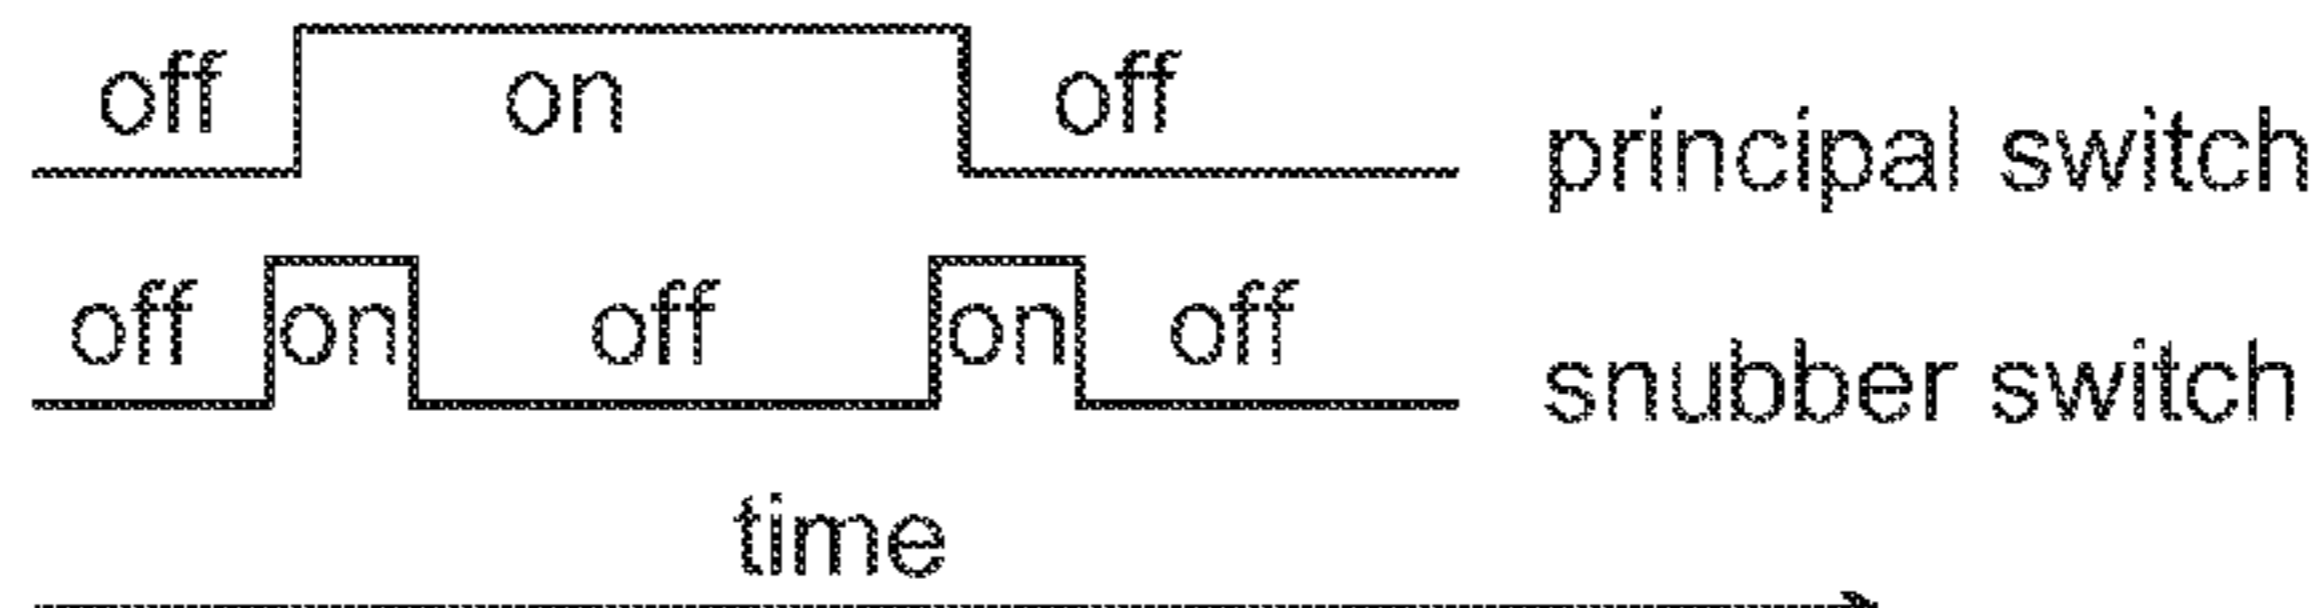 off on off principal switch
off on off on off snubber switch
time